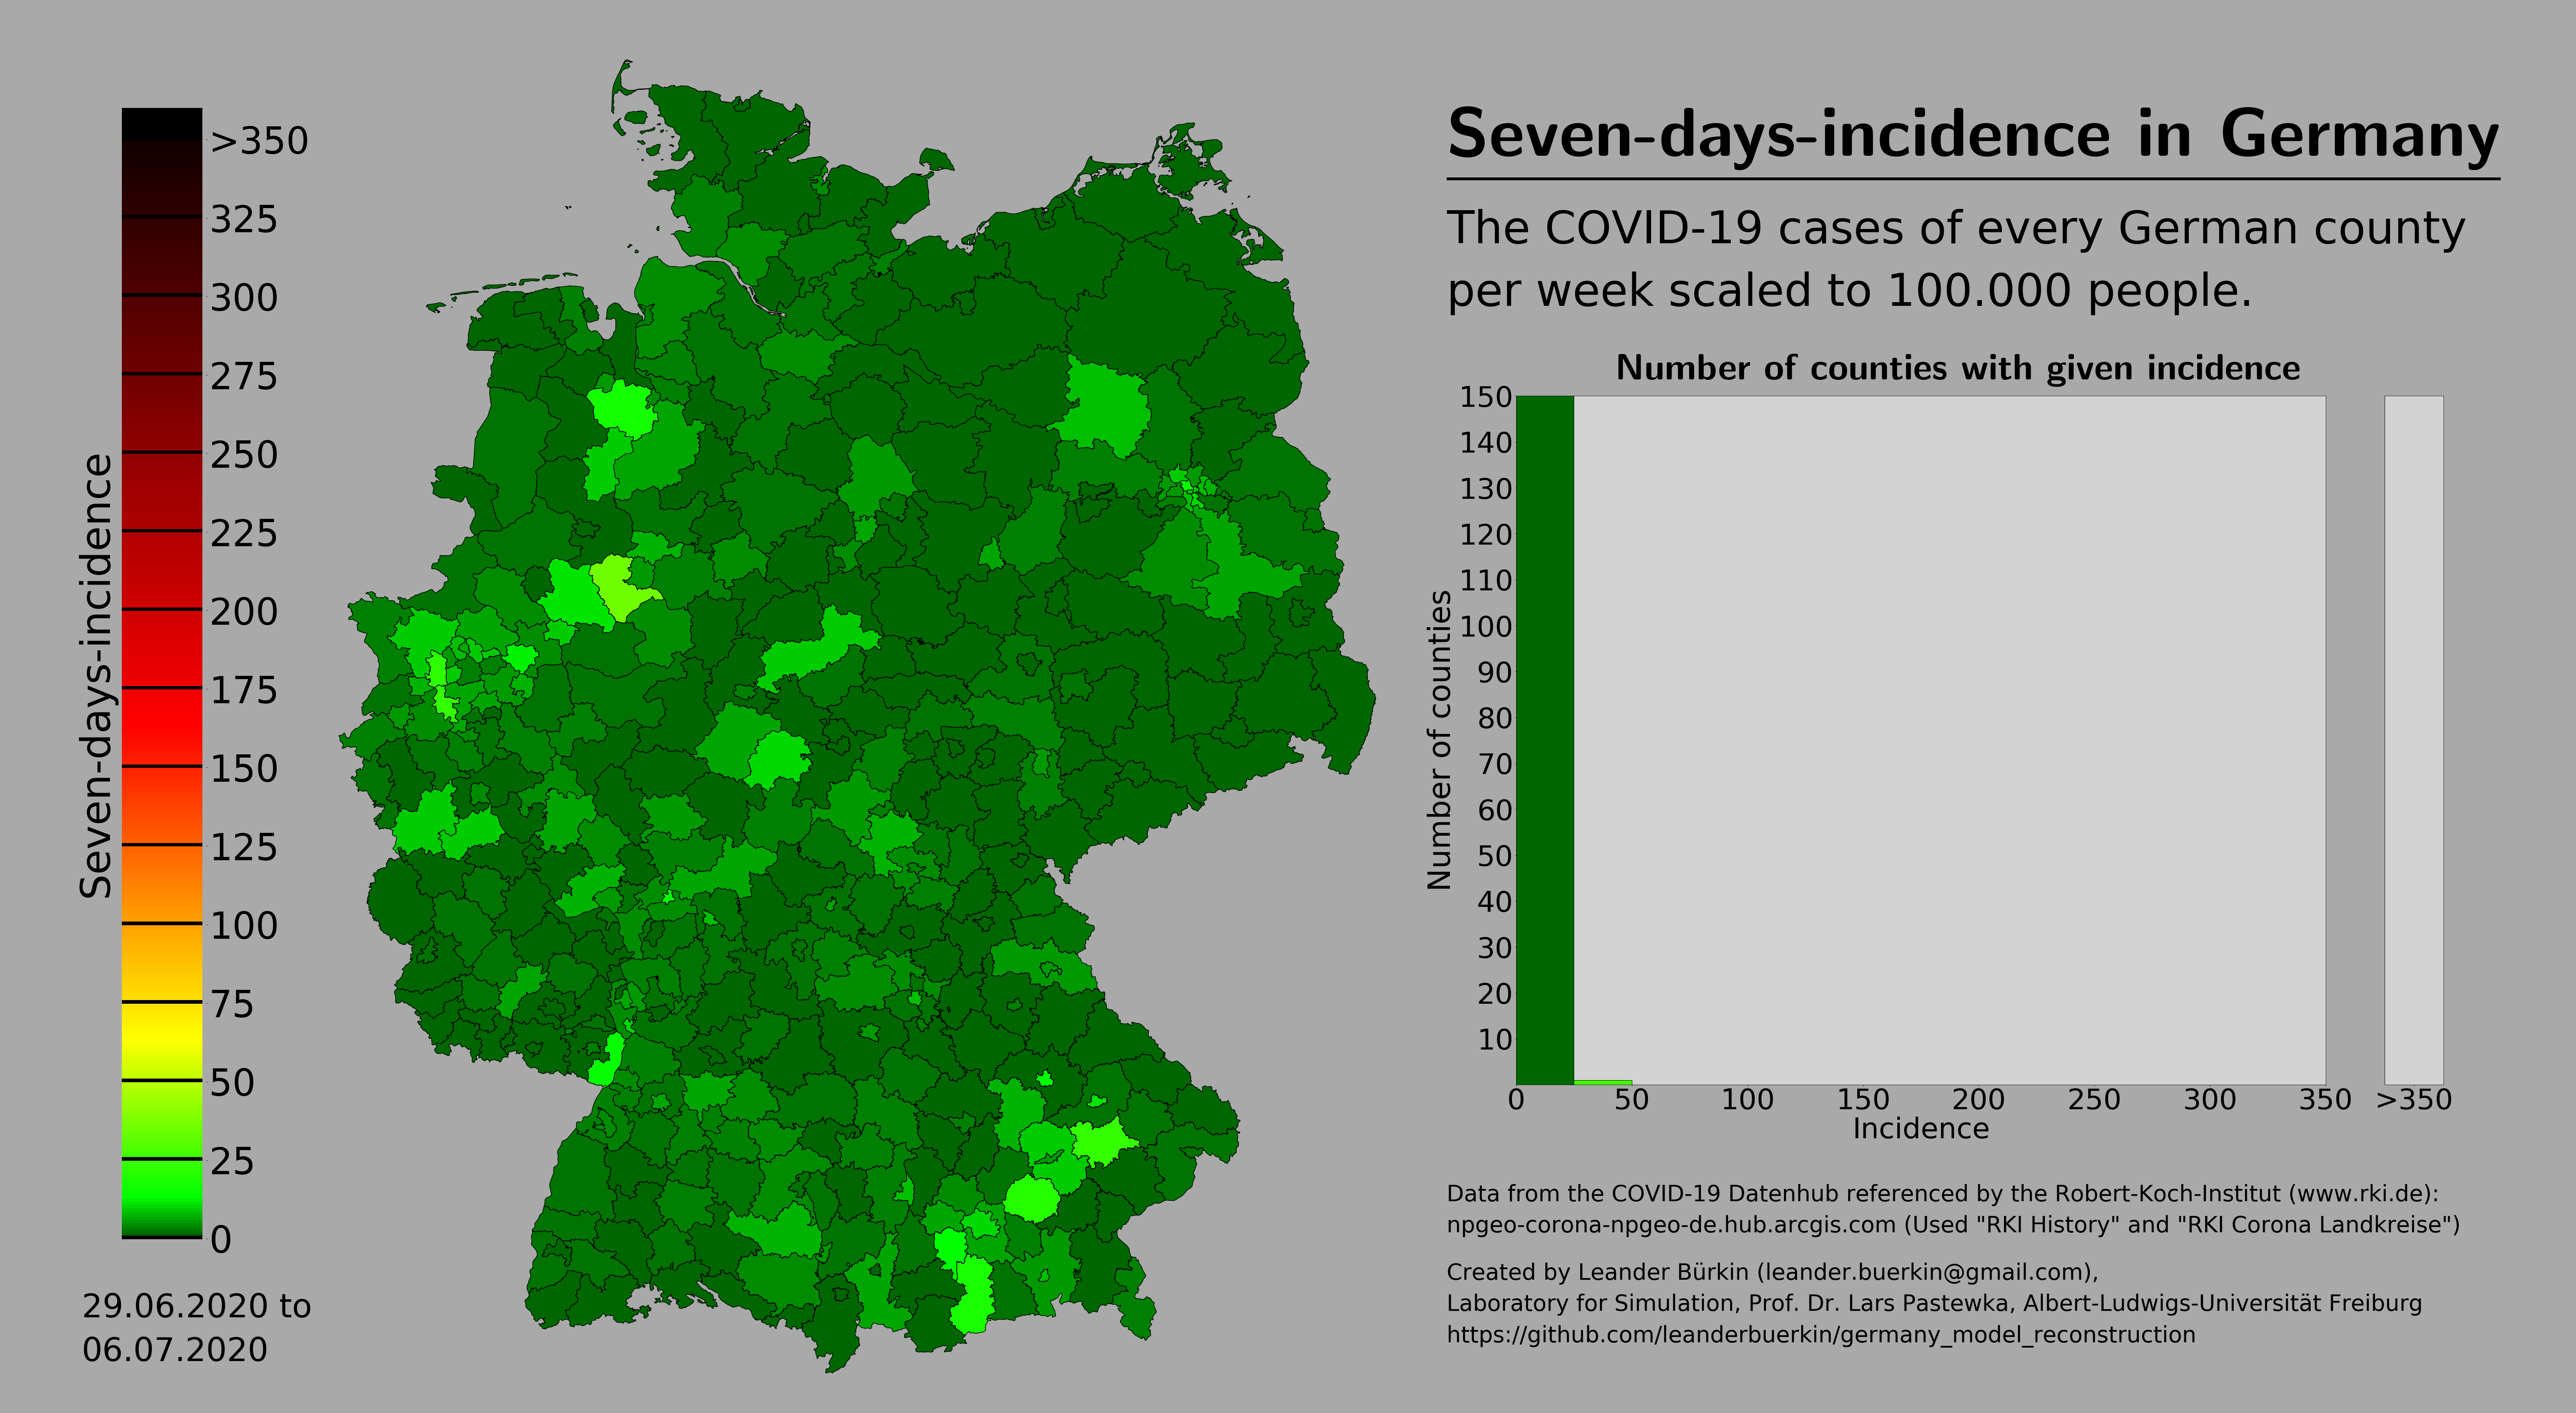 Seven-days-incidence
>350
325
300
275
250
225
200
175
150
125
100
75
50
25
0
29.06.2020 to
06.07.2020
Seven-days-incidence in Germany
The COVID-19 cases of every German county
per week scaled to 100.000 people.
Number of counties with given incidence
Number of counties
150
140
130
120
110
100
90
80
70
60
50
40
30
20
10
0 50 100 150 200 250 300 350 >350
Incidence
Data from the COVID-19 Datenhub referenced by the Robert-Koch-Institut (www.rki.de):
npgeo-corona-npgeo-de.hub.arcgis.com (Used "RKI History" and "RKI Corona Landkreise")
Created by Leander Bürkin (leander.buerkin@gmail.com),
Laboratory for Simulation, Prof. Dr. Lars Pastewka, Albert-Ludwigs-Universität Freiburg
https://github.com/leanderbuerkin/germany_model_reconstruction